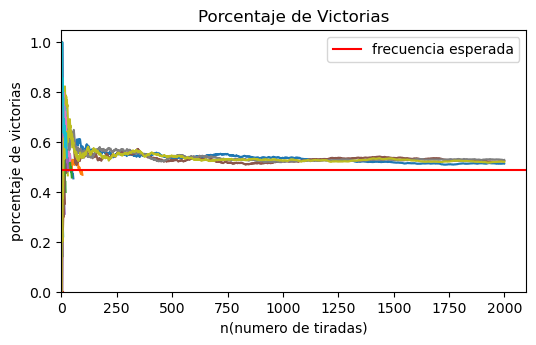 Porcentaje de Victorias
frecuencia esperada
porcentaje de victorias
1.0
0.8
0.6
0.4
0.2
0.0
0 250 500 750 1000 1250 1500 1750 2000
n(numero de tiradas)